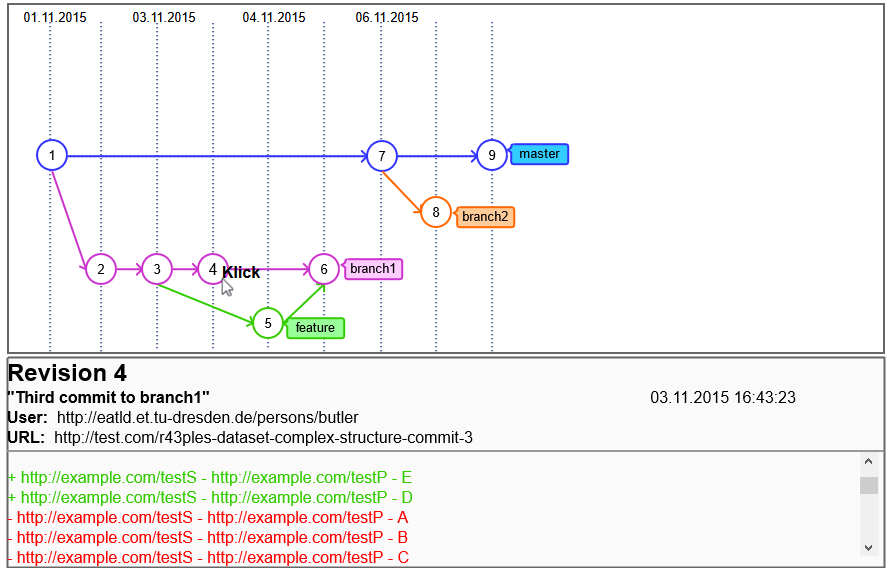 01.11.2015 03.11.2015 04.11.2015 06.11.2015
1 7 9 master
8 branch2
2 3 4 Klick 6 branch1
5 feature
Revision 4
"Third commit to branch1" 03.11.2015 16:43:23
User: http://eatld.et.tu-dresden.de/persons/butler
URL: http://test.com/r43ples-dataset-complex-structure-commit-3
+ http://example.com/testS - http://example.com/testP - E
+ http://example.com/testS - http://example.com/testP - D
- http://example.com/testS - http://example.com/testP - A
- http://example.com/testS - http://example.com/testP - B
- http://example.com/testS - http://example.com/testP - C